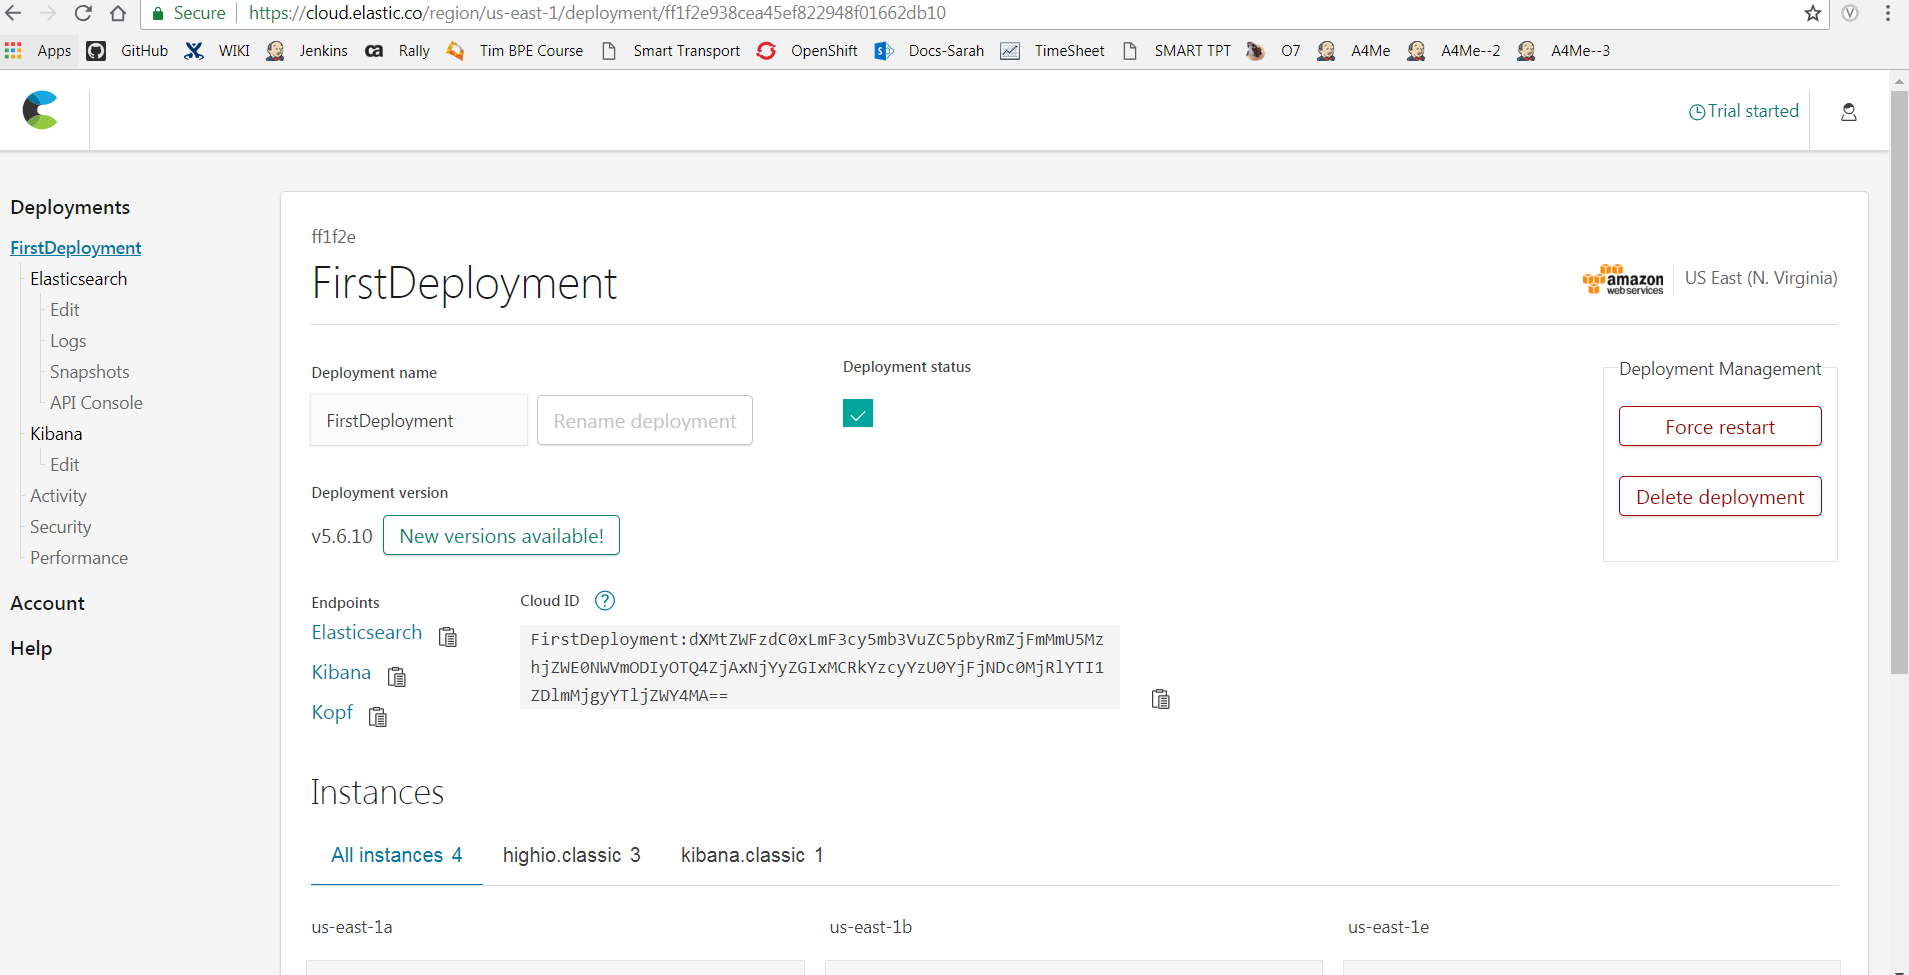 Secure https://cloud.elastic.co/region/us-east-1/deployment/ff1f2e938cea45ef822948f01662db10
Apps GitHub WIKI Jenkins ca Rally Tim BPE Course Smart Transport OpenShift Docs-Sarah TimeSheet SMART TPT O7 A4Me A4Me--2 A4Me--3
Trial started
Deployments
FirstDeployment
Elasticsearch
Edit
Logs
Snapshots
API Console
Kibana
Edit
Activity
Security
Performance
Account
Help
ff1f2e
FirstDeployment
amazon
web services
US East (N. Virginia)
Deployment name
FirstDeployment Rename deployment
Deployment status
Deployment Management
Force restart
Delete deployment
Deployment version
v5.6.10 New versions available!
Endpoints
Elasticsearch
Kibana
Kopf
Cloud ID ?
FirstDeployment:dXMtZWFzdC0xLmF3cy5mb3VuZC5pbyRmZjFmMmU5Mz
hjZWE0NWVmODIyOTQ4ZjAxNjYyZGIxMCRkYzcyYzU0YjFjNDc0MjRlYTI1
ZDlmMjgyYTljZWY4MA==
Instances
All instances 4 highio.classic 3 kibana.classic 1
us-east-1a us-east-1b us-east-1e